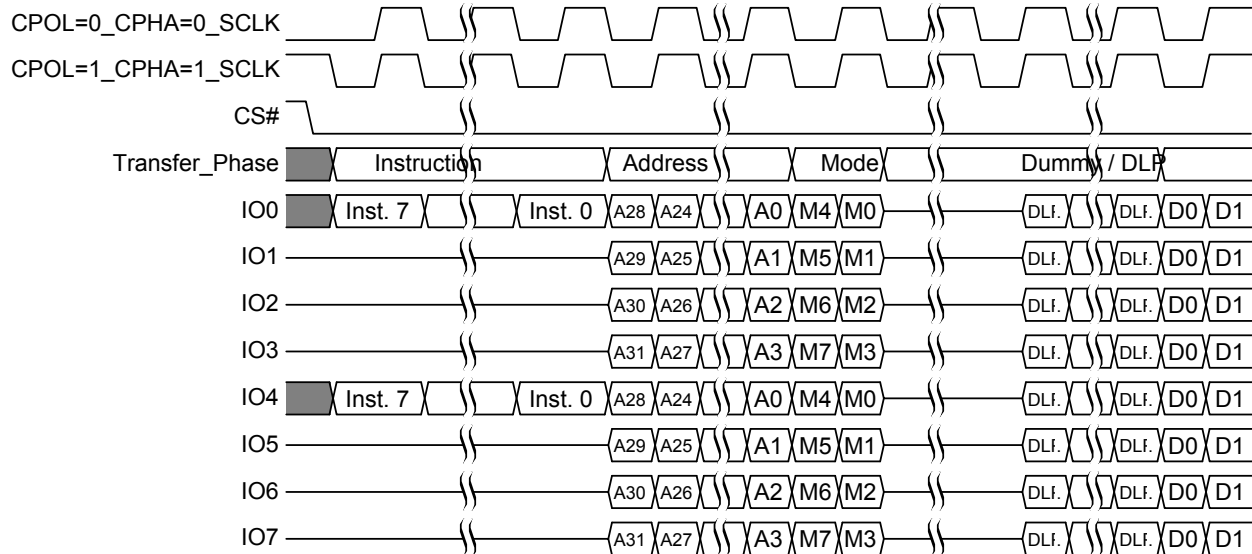 CPOL=0_CPHA=0_SCLK
CPOL=1_CPHA=1_SCLK
CS#
Transfer_Phase Instruction Address Mode Dummy / DLP
IO0 Inst. 7 Inst. 0 A28 A24 A0 M4 M0 DLP. DLP. D0 D1
IO1 A29 A25 A1 M5 M1 DLP. DLP. D0 D1
IO2 A30 A26 A2 M6 M2 DLP. DLP. D0 D1
IO3 A31 A27 A3 M7 M3 DLP. DLP. D0 D1
IO4 Inst. 7 Inst. 0 A28 A24 A0 M4 M0 DLP. DLP. D0 D1
IO5 A29 A25 A1 M5 M1 DLP. DLP. D0 D1
IO6 A30 A26 A2 M6 M2 DLP. DLP. D0 D1
IO7 A31 A27 A3 M7 M3 DLP. DLP. D0 D1